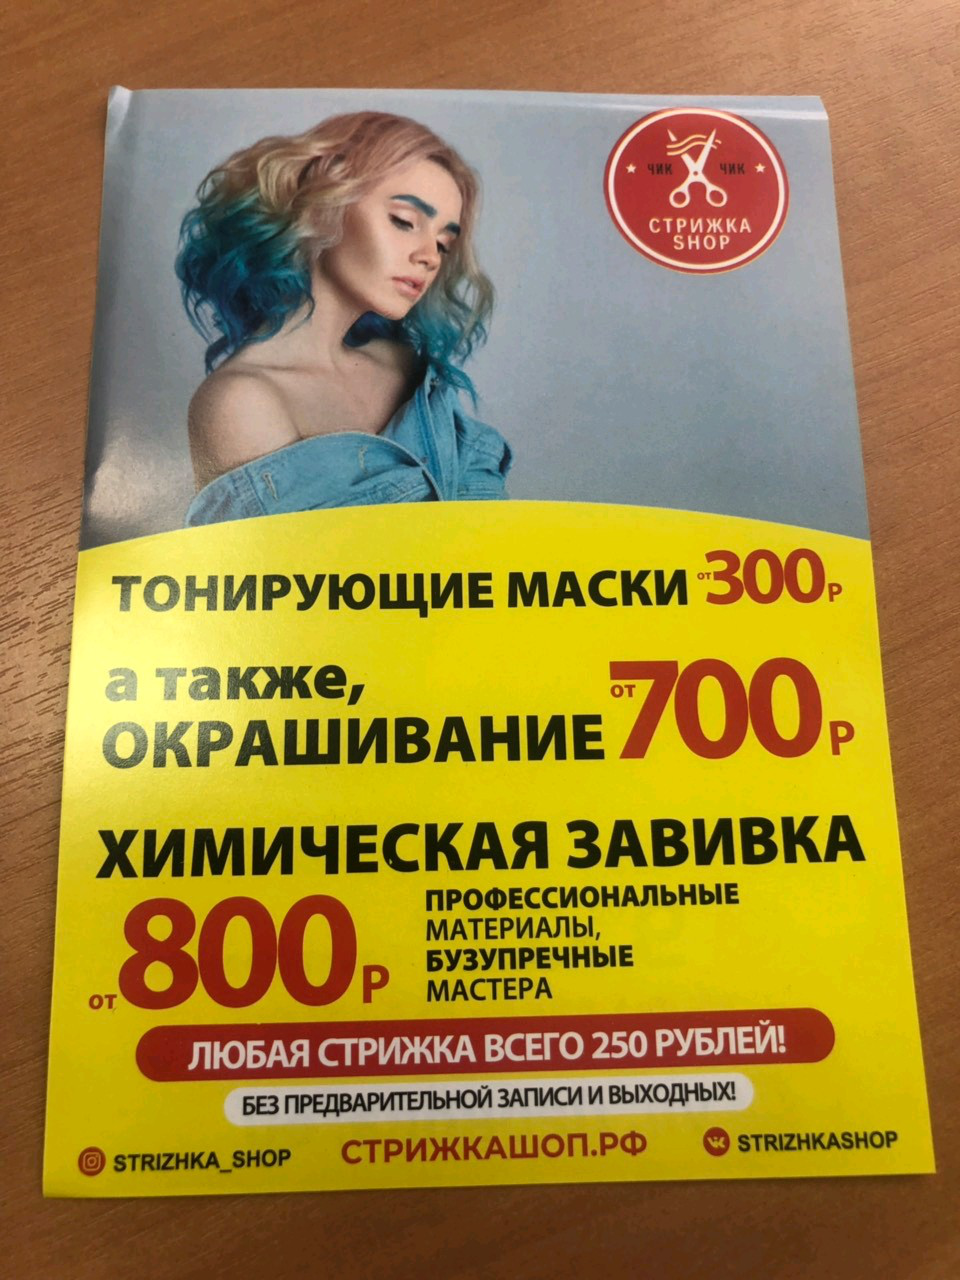 ЧИК ЧИК
СТРИЖКА
SHOP
ТОНИРУЮЩИЕ МАСКИ от 300 Р
а также,
ОКРАШИВАНИЕ от 700 Р
ХИМИЧЕСКАЯ ЗАВИВКА
от 800 Р
ПРОФЕССИОНАЛЬНЫЕ
МАТЕРИАЛЫ,
БУЗУПРЕЧНЫЕ
МАСТЕРА
ЛЮБАЯ СТРИЖКА ВСЕГО 250 РУБЛЕЙ!
БЕЗ ПРЕДВАРИТЕЛЬНОЙ ЗАПИСИ И ВЫХОДНЫХ!
STRIZHKA_SHOP СТРИЖКАШОП.РФ STRIZHKASHOP